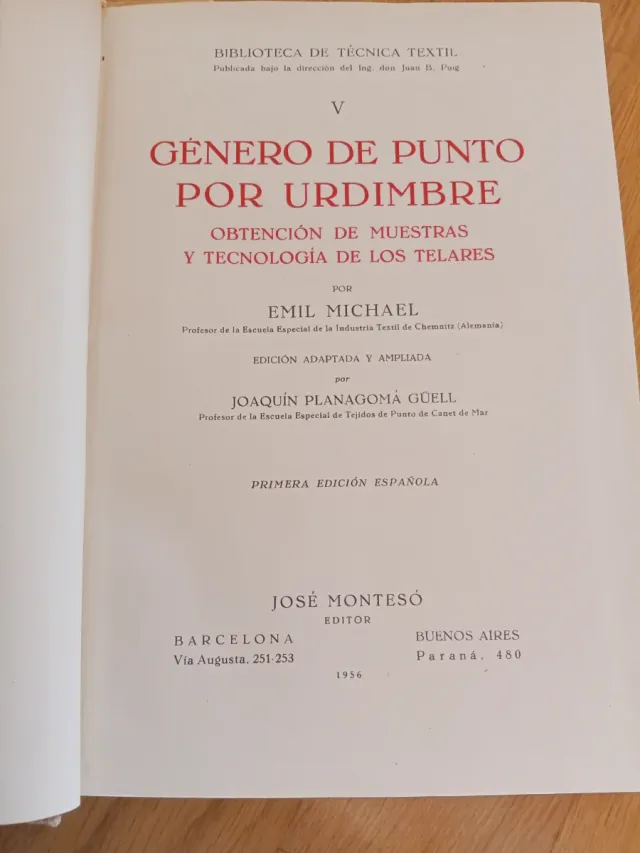 BIBLIOTECA DE TÉCNICA TEXTIL
Publicada bajo la dirección del Ing. don Juan B. Puig
V
GÉNERO DE PUNTO
POR URDIMBRE
OBTENCIÓN DE MUESTRAS
Y TECNOLOGÍA DE LOS TELARES
POR
EMIL MICHAEL
Profesor de la Escuela Especial de la Industria Textil de Chemnitz (Alemania)
EDICIÓN ADAPTADA Y AMPLIADA
por
JOAQUÍN PLANAGOMÁ GÜELL
Profesor de la Escuela Especial de Tejidos de Punto de Canet de Mar
PRIMERA EDICIÓN ESPAÑOLA
JOSÉ MONTESÓ
EDITOR
BARCELONA
Vía Augusta, 251-253
BUENOS AIRES
Paraná, 480
1956